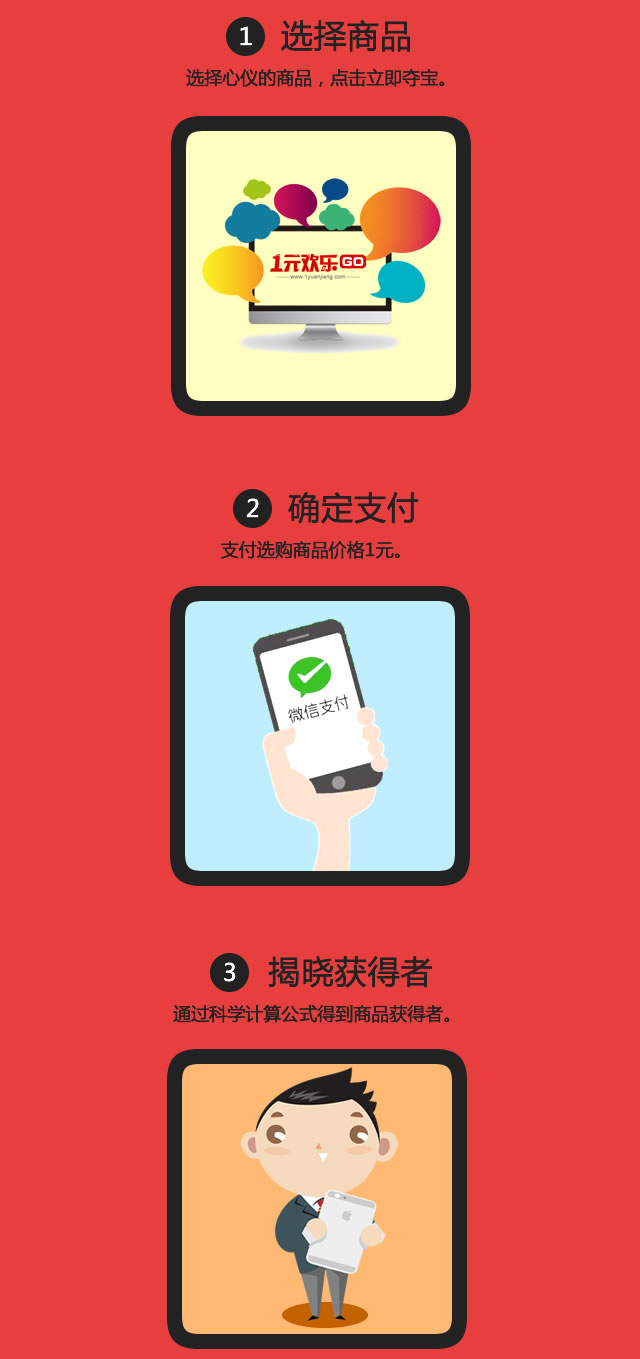 1 选择商品
选择心仪的商品，点击立即夺宝。
1元欢乐GO
www.1yuanjiang.com
2 确定支付
支付选购商品价格1元。
微信支付
3 揭晓获得者
通过科学计算公式得到商品获得者。